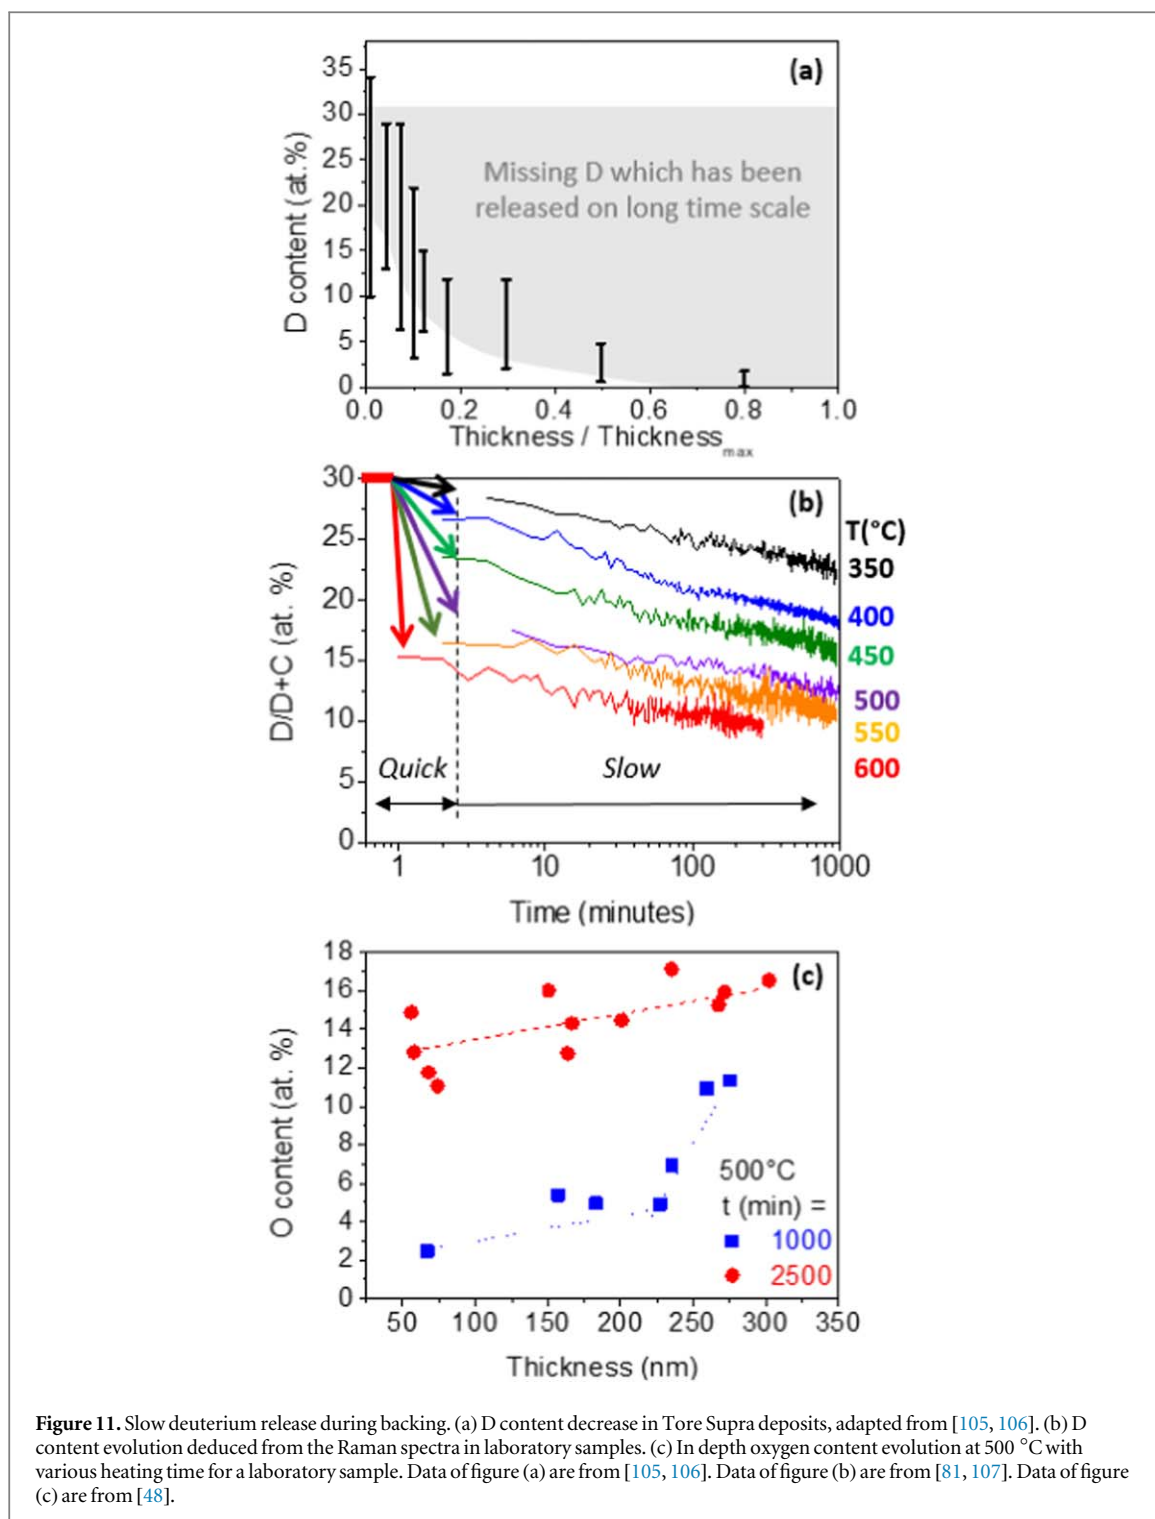 (a)
35
30
25
20
15
10
5
0
D content (at.%)
Missing D which has been
released on long time scale
0.0 0.2 0.4 0.6 0.8 1.0
Thickness / Thickness max
(b)
30
25
20
15
10
5
0
D/D+C (at. %)
T(°C)
350
400
450
500
550
600
Quick Slow
1 10 100 1000
Time (minutes)
(c)
18
16
14
12
10
8
6
4
2
0
O content (at. %)
500°C
t (min) =
1000
2500
50 100 150 200 250 300 350
Thickness (nm)
Figure 11. Slow deuterium release during backing. (a) D content decrease in Tore Supra deposits, adapted from [105, 106]. (b) D
content evolution deduced from the Raman spectra in laboratory samples. (c) In depth oxygen content evolution at 500 °C with
various heating time for a laboratory sample. Data of figure (a) are from [105, 106]. Data of figure (b) are from [81, 107]. Data of figure
(c) are from [48].